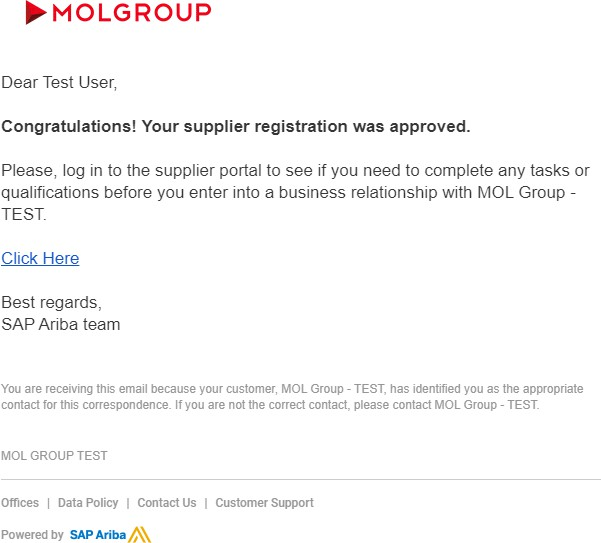 MOLGROUP
Dear Test User,
Congratulations! Your supplier registration was approved.
Please, log in to the supplier portal to see if you need to complete any tasks or
qualifications before you enter into a business relationship with MOL Group -
TEST.
Click Here
Best regards,
SAP Ariba team
You are receiving this email because your customer, MOL Group - TEST, has identified you as the appropriate
contact for this correspondence. If you are not the correct contact, please contact MOL Group - TEST.
MOL GROUP TEST
Offices | Data Policy | Contact Us | Customer Support
Powered by SAP Ariba